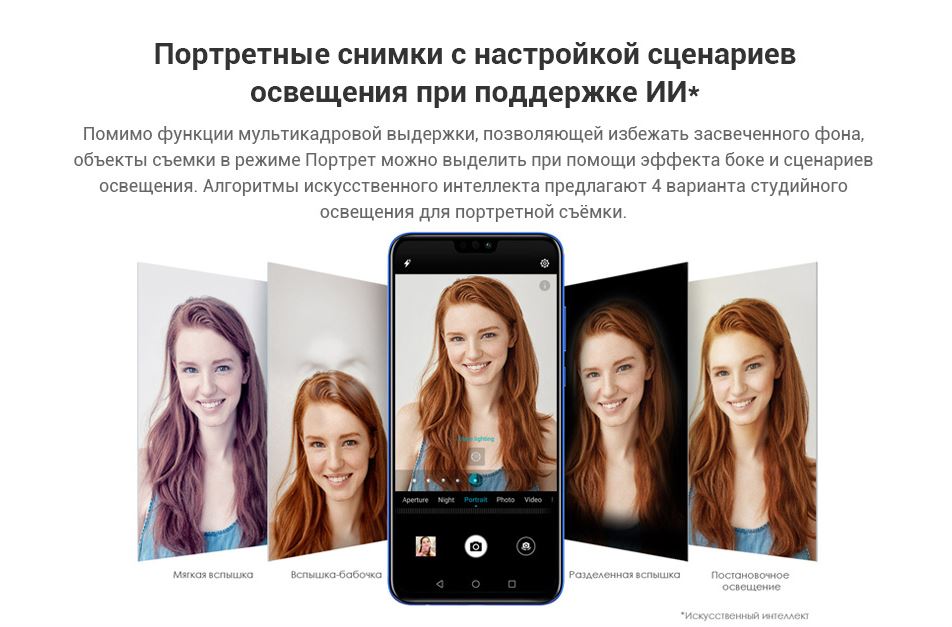 Портретные снимки с настройкой сценариев
освещения при поддержке ИИ*
Помимо функции мультикадровой выдержки, позволяющей избежать засвеченного фона,
объекты съемки в режиме Портрет можно выделить при помощи эффекта боке и сценариев
освещения. Алгоритмы искусственного интеллекта предлагают 4 варианта студийного
освещения для портретной съёмки.
lighting
Aperture Night Portrait Photo Video
Мягкая вспышка
Вспышка-бабочка
Разделенная вспышка
Постановочное
освещение
*Искусственный интеллект